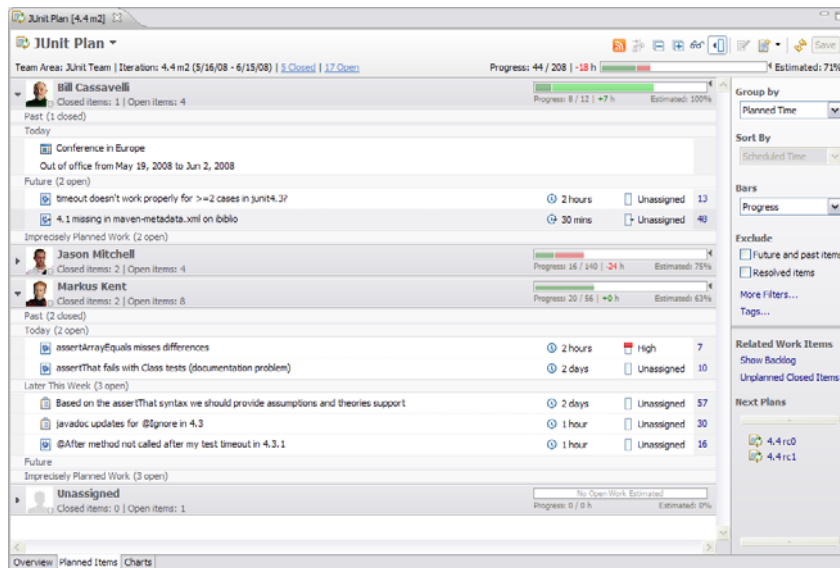 JUnit Plan [4.4 m2]
JUnit Plan
Save
Team Area: JUnit Team | Iteration: 4.4 m2 (5/16/08 - 6/15/08) | 5 Closed | 17 Open
Progress: 44 / 208 | -18 h
Estimated: 71%
Bill Cassavelli
Closed items: 1 | Open items: 4
Progress: 8 / 12 | +7 h Estimated: 100%
Past (1 closed)
Today
Conference in Europe
Out of office from May 19, 2008 to Jun 2, 2008
Future (2 open)
timeout doesn't work properly for >=2 cases in junit4.3? 2 hours Unassigned 13
4.1 missing in maven-metadata.xml on ibiblio 30 mins Unassigned 48
Imprecisely Planned Work (2 open)
Jason Mitchell
Closed items: 2 | Open items: 4
Progress: 16 / 140 | -24 h Estimated: 75%
Markus Kent
Closed items: 2 | Open items: 8
Progress: 20 / 56 | +0 h Estimated: 63%
Past (2 closed)
Today (2 open)
assertArrayEquals misses differences 2 hours High 7
assertThat fails with Class tests (documentation problem) 2 days Unassigned 10
Later This Week (3 open)
Based on the assertThat syntax we should provide assumptions and theories support 2 days Unassigned 57
javadoc updates for @Ignore in 4.3 1 hour Unassigned 30
@After method not called after my test timeout in 4.3.1 1 hour Unassigned 16
Future
Imprecisely Planned Work (3 open)
Unassigned
Closed items: 0 | Open items: 1
No Open Work Estimated
Progress: 0 / 0 h Estimated: 0%
Group by
Planned Time
Sort By
Scheduled Time
Bars
Progress
Exclude
Future and past items
Resolved items
More Filters...
Tags...
Related Work Items
Show Backlog
Unplanned Closed Items
Next Plans
4.4 rc0
4.4 rc1
Overview Planned Items Charts